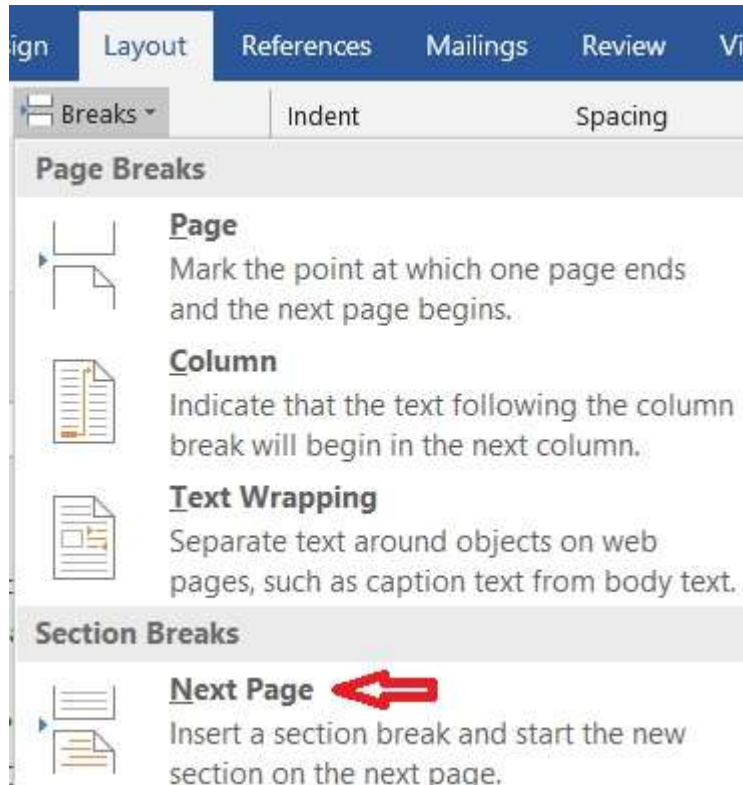 ign Layout References Mailings Review Vi
Breaks Indent Spacing
Page Breaks
Page
Mark the point at which one page ends
and the next page begins.
Column
Indicate that the text following the column
break will begin in the next column.
Text Wrapping
Separate text around objects on web
pages, such as caption text from body text.
Section Breaks
Next Page
Insert a section break and start the new
section on the next page.